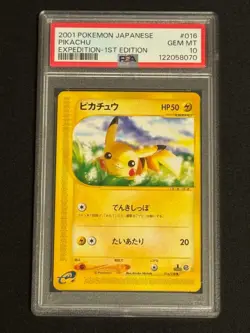 2001 POKEMON JAPANESE #016
PIKACHU GEM MT
EXPEDITION-1ST EDITION 10
PSA 122058070
ピカチュウ HP50
でんきしっぽ
たいあたり 20